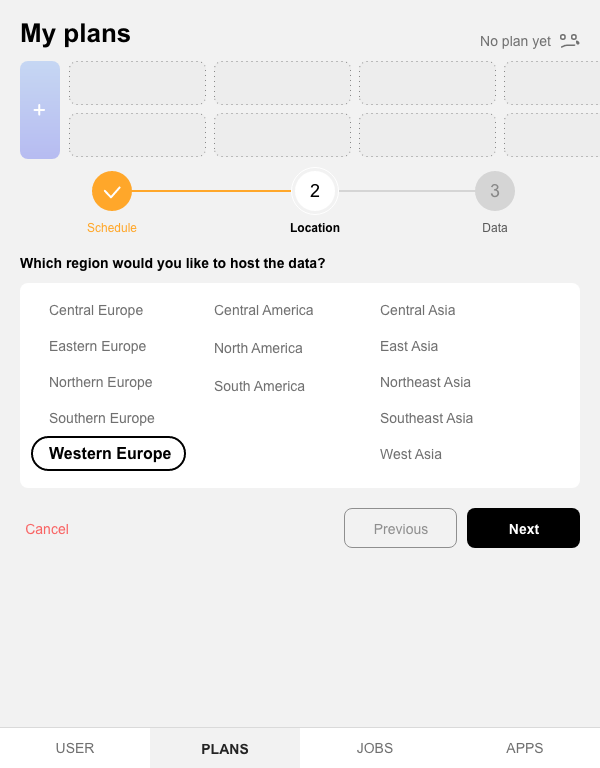 My plans
No plan yet
+
2
3
Schedule
Location
Data
Which region would you like to host the data?
Central Europe
Eastern Europe
Northern Europe
Southern Europe
Western Europe
Central America
North America
South America
Central Asia
East Asia
Northeast Asia
Southeast Asia
West Asia
Cancel
Previous
Next
USER
PLANS
JOBS
APPS